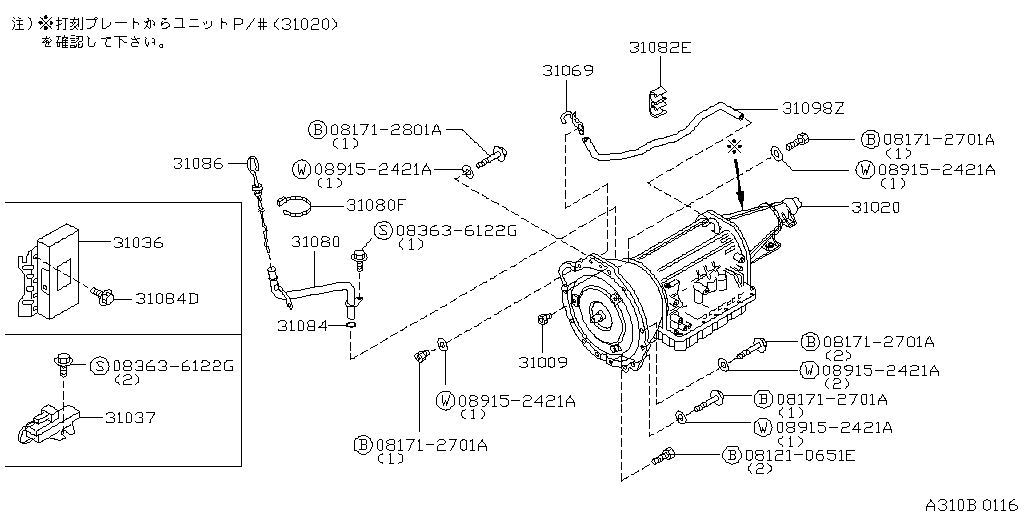 注)※打刻プレートからユニットP/#(31020)
を確認して下さい。
31082E
31069
31098Z
※
Ⓑ08171-2801A
(1)
Ⓑ08171-2701A
(1)
31086
Ⓦ08915-2421A
(1)
Ⓦ08915-2421A
(1)
31080F
31020
Ⓢ08363-6122G
(1)
31036
31080
31084D
31084
31009
Ⓑ08171-2701A
(2)
Ⓢ08363-6122G
(2)
Ⓦ08915-2421A
(2)
Ⓦ08915-2421A
(1)
Ⓑ08171-2701A
(1)
31037
Ⓦ08915-2421A
(1)
Ⓑ08171-2701A
(1)
Ⓑ08121-0651E
(2)
A310B 0116